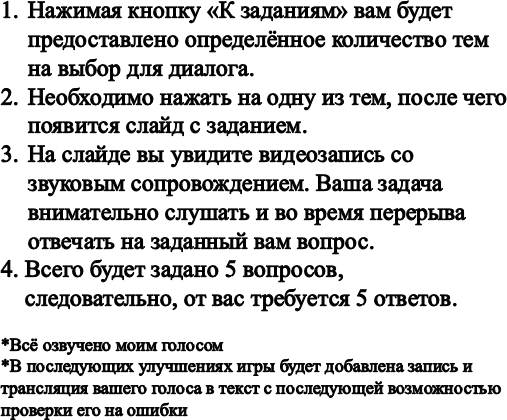 1. Нажимая кнопку «К заданиям» вам будет
предоставлено определённое количество тем
на выбор для диалога.
2. Необходимо нажать на одну из тем, после чего
появится слайд с заданием.
3. На слайде вы увидите видеозапись со
звуковым сопровождением. Ваша задача
внимательно слушать и во время перерыва
отвечать на заданный вам вопрос.
4. Всего будет задано 5 вопросов,
следовательно, от вас требуется 5 ответов.
*Всё озвучено моим голосом
*В последующих улучшениях игры будет добавлена запись и
трансляция вашего голоса в текст с последующей возможностью
проверки его на ошибки